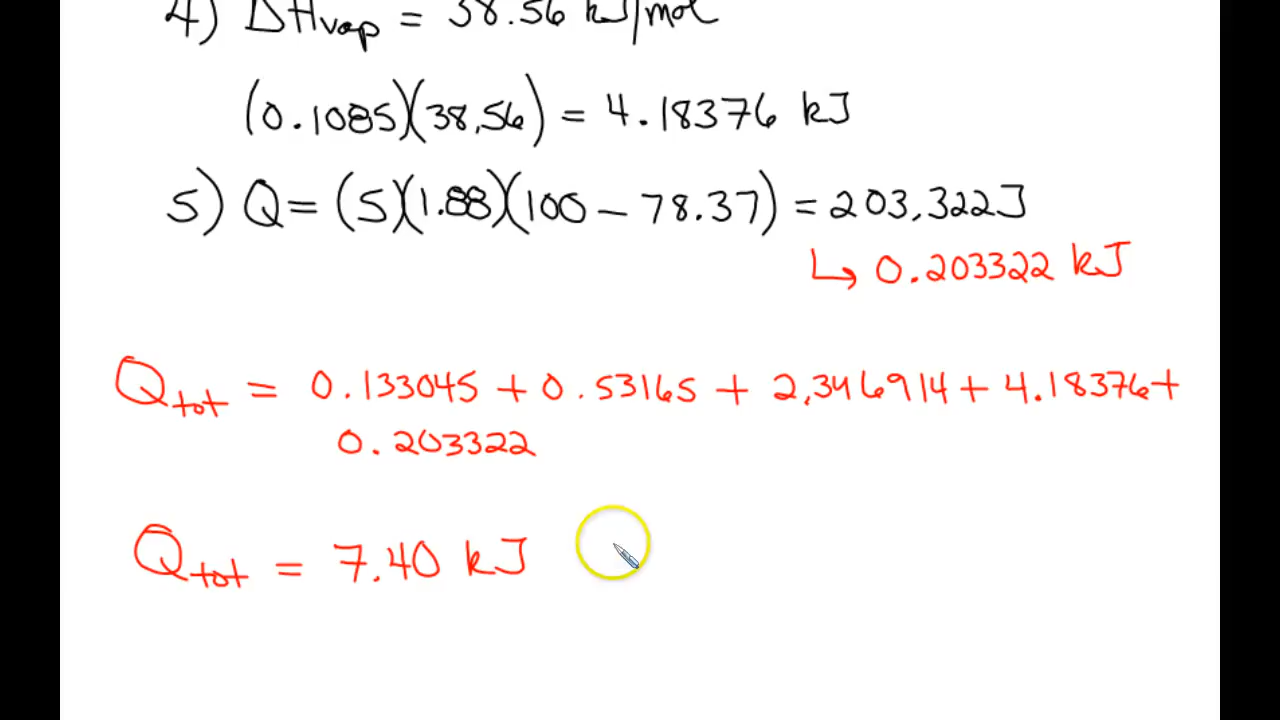 4) ΔHvap = 38.56 kJ/mol
(0.1085)(38.56) = 4.18376 kJ
5) Q = (5)(1.88)(100 - 78.37) = 203.322J
↳ 0.203322 kJ
Qtot = 0.133045 + 0.53165 + 2.346914 + 4.18376 +
0.203322
Qtot = 7.40 kJ